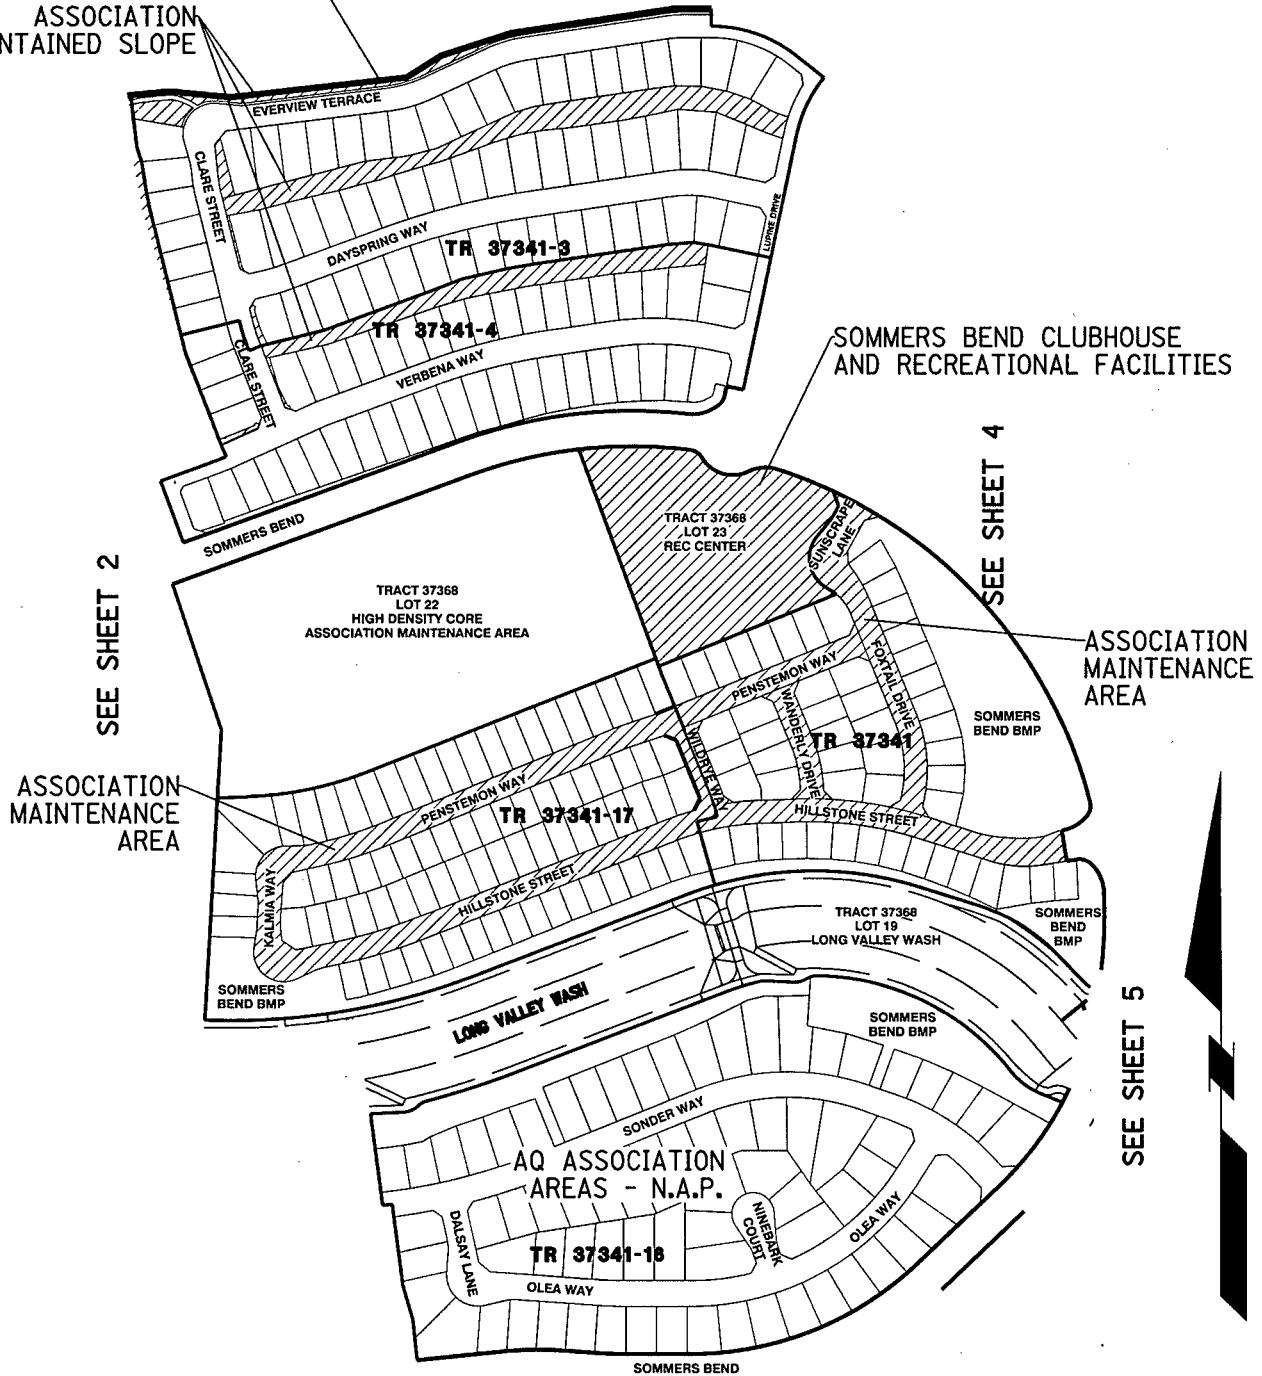 ASSOCIATION
NTAINED SLOPE
EVERVIEW TERRACE
CLARE STREET
DAYSPRING WAY
LUPINE DRIVE
TR 37341-3
TR 37341-4
CLARE STREET
VERBENA WAY
SOMMERS BEND CLUBHOUSE
AND RECREATIONAL FACILITIES
SEE SHEET 4
SOMMERS BEND
TRACT 37368
LOT 23
REC CENTER
SUNSCRAPE
LANE
SEE SHEET 2
TRACT 37368
LOT 22
HIGH DENSITY CORE
ASSOCIATION MAINTENANCE AREA
ASSOCIATION
MAINTENANCE
AREA
PENSTEMON WAY
FOXTAIL DRIVE
WANDERLY DRIVE
WILDRYE WA
TR 37341
SOMMERS
BEND BMP
ASSOCIATION
MAINTENANCE
AREA
PENSTEMON WAY
TR 37341-17
HILLSTONE STREET
HILLSTONE STREET
KALMIA WAY
SOMMERS
BEND BMP
TRACT 37368
LOT 19
LONG VALLEY WASH
SOMMERS
BEND
BMP
LONG VALLEY WASH
SOMMERS
BEND BMP
SEE SHEET 5
SONDER WAY
AQ ASSOCIATION
AREAS - N.A.P.
NINEBARK
COURT
OLEA WAY
DALSAY LANE
TR 37341-18
OLEA WAY
SOMMERS BEND